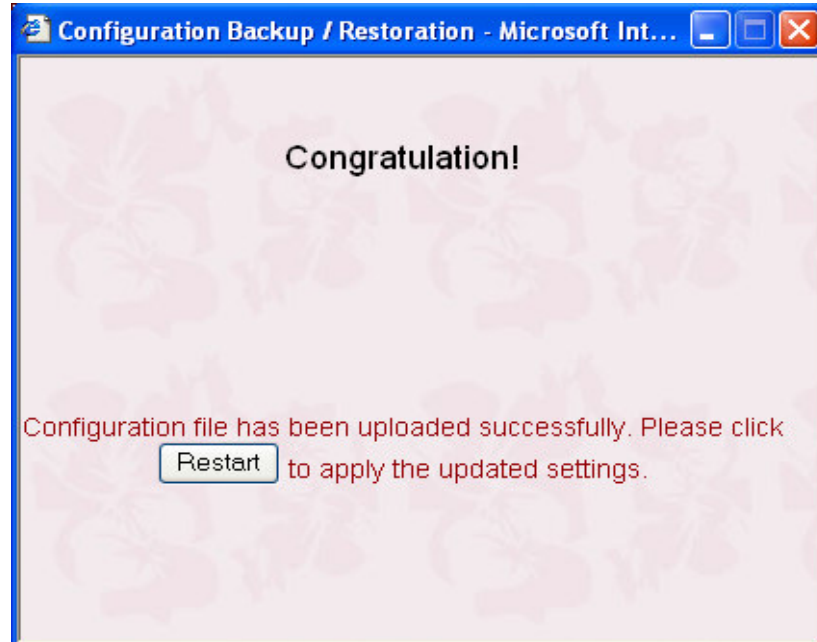 Configuration Backup / Restoration - Microsoft Int...
Congratulation!
Configuration file has been uploaded successfully. Please click
Restart to apply the updated settings.